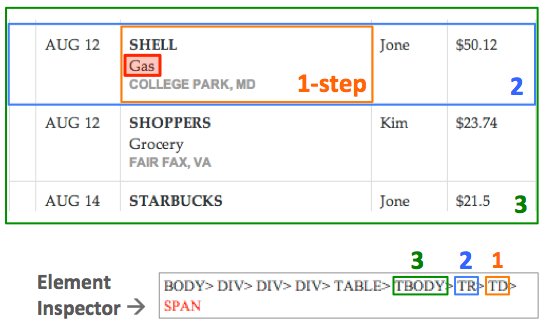 AUG 12 SHELL Jone $50.12
Gas
COLLEGE PARK, MD 1-step 2
AUG 12 SHOPPERS Kim $23.74
Grocery
FAIR FAX, VA
AUG 14 STARBUCKS Jone $21.5 3
3 2 1
Element
Inspector →
BODY> DIV> DIV> DIV> TABLE> TBODY> TR> TD>
SPAN